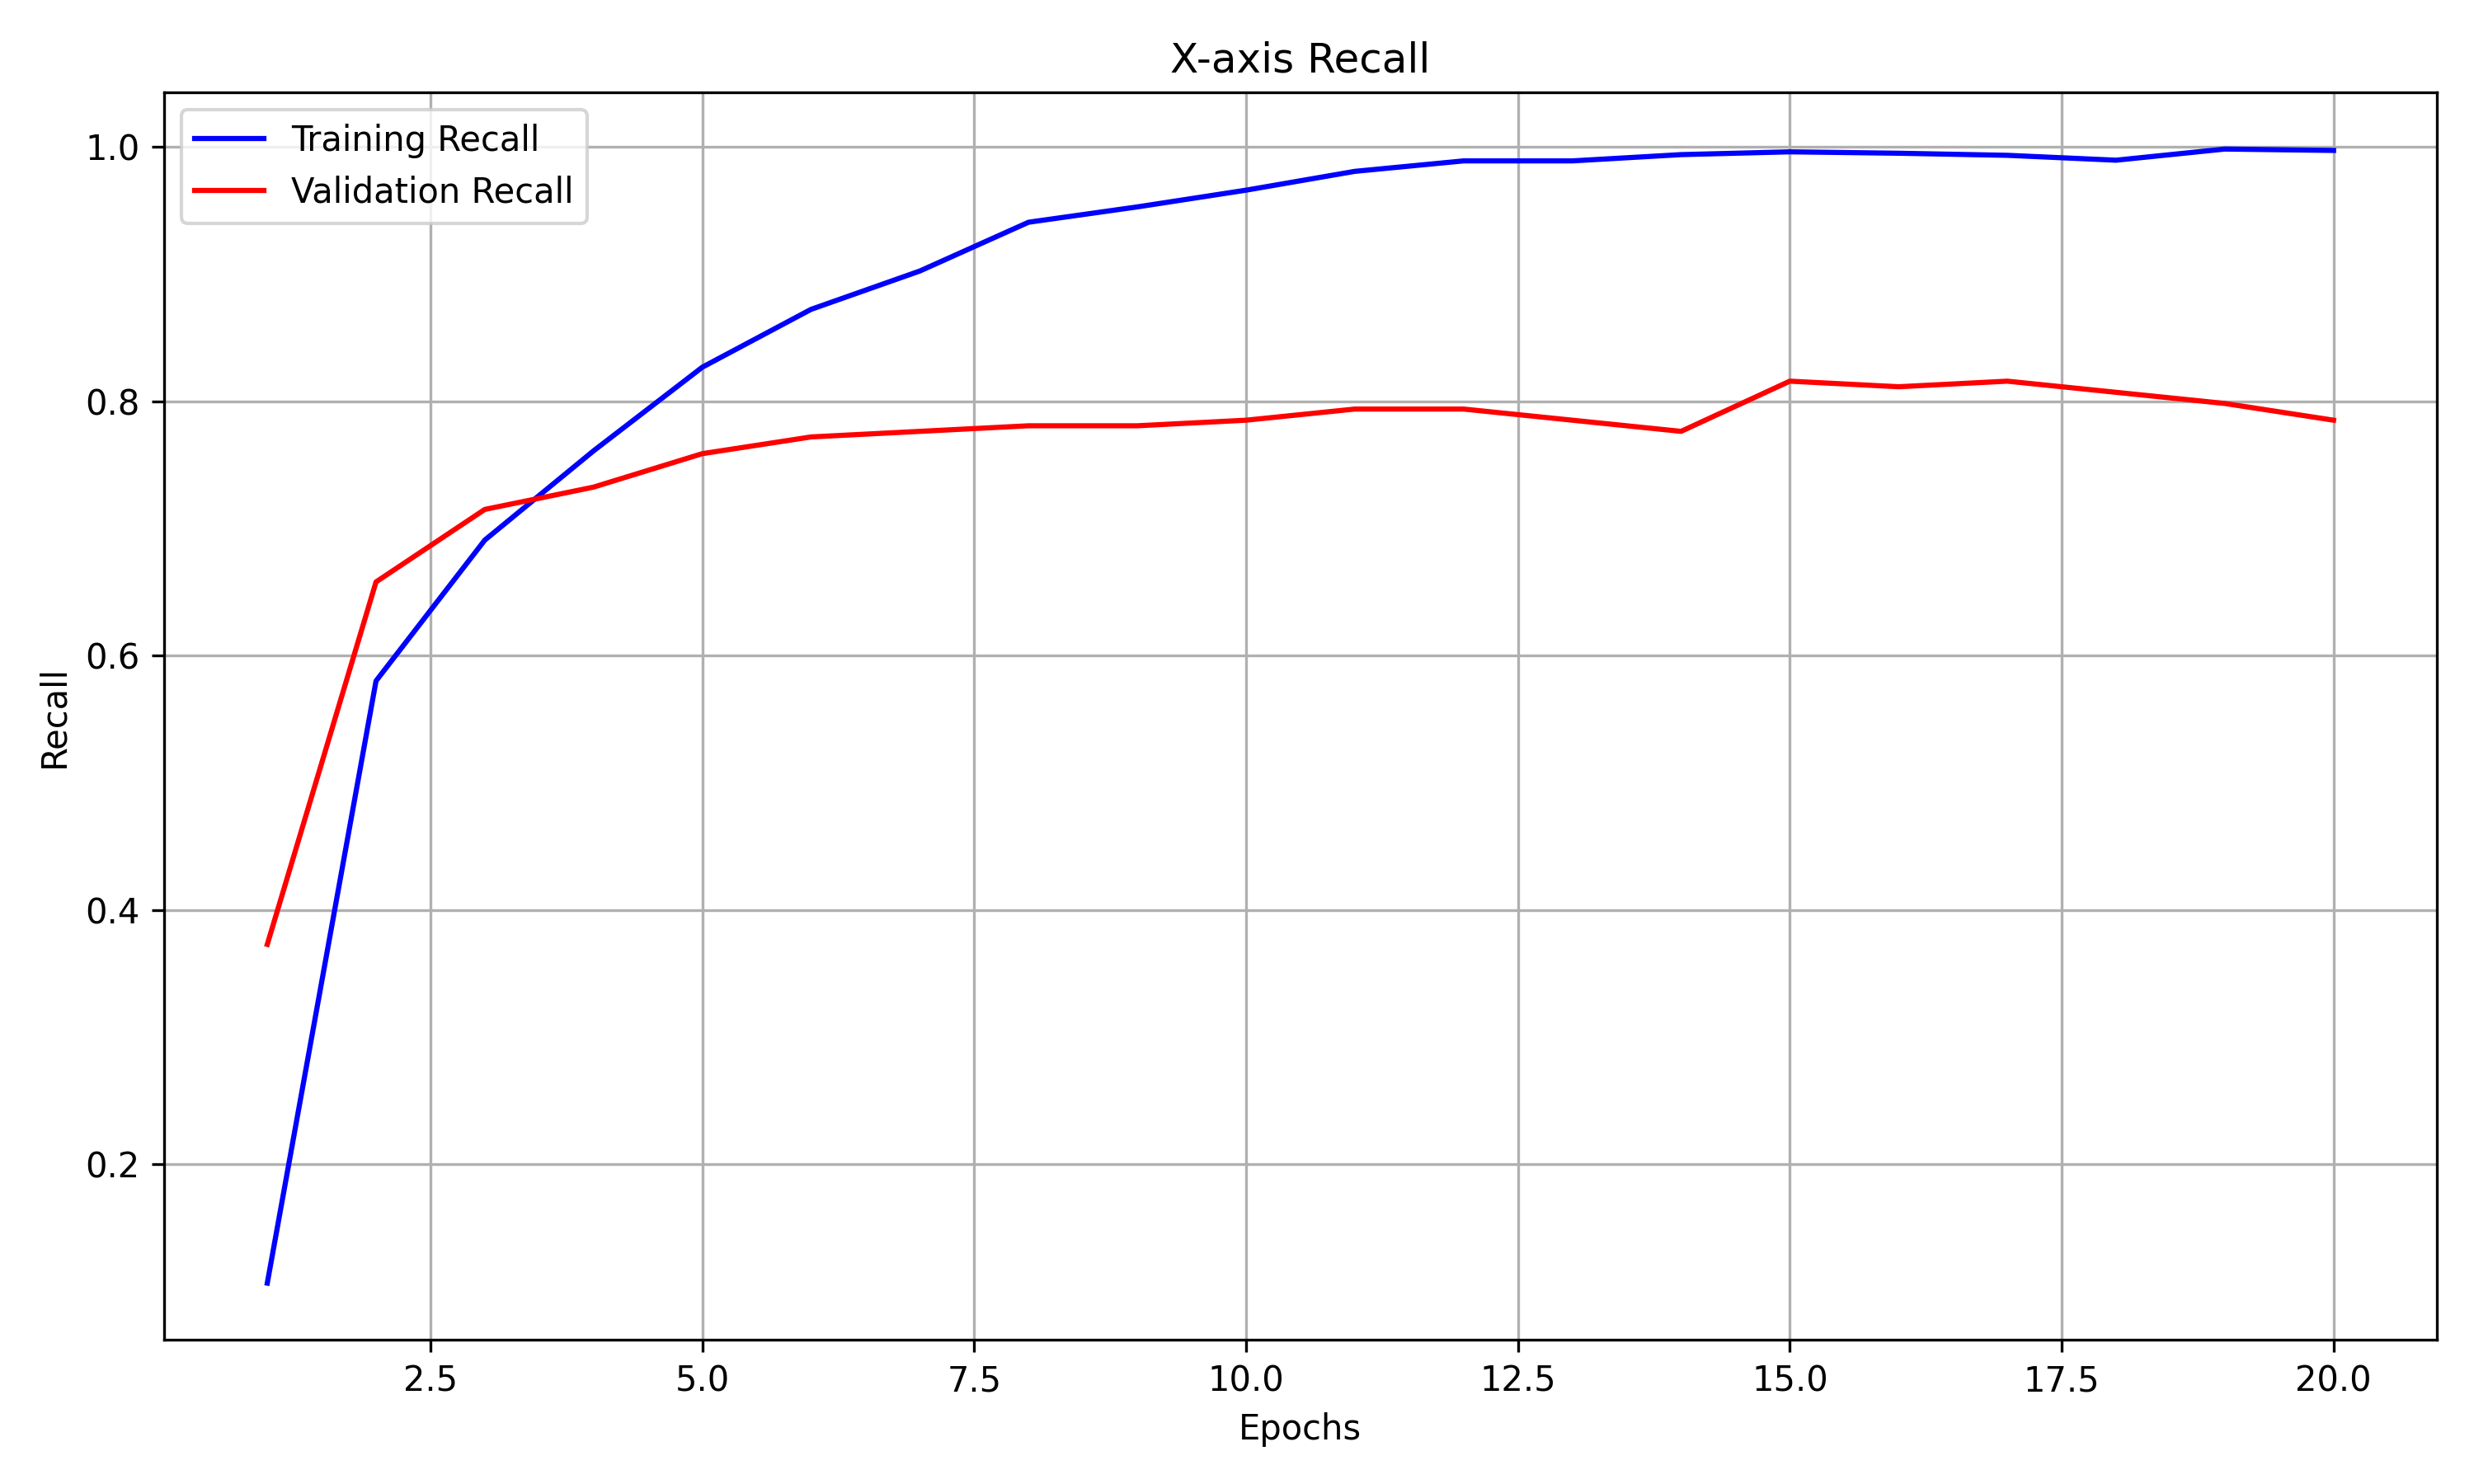 X-axis Recall
Training Recall
Validation Recall
1.0
0.8
0.6
0.4
0.2
Recall
2.5 5.0 7.5 10.0 12.5 15.0 17.5 20.0
Epochs